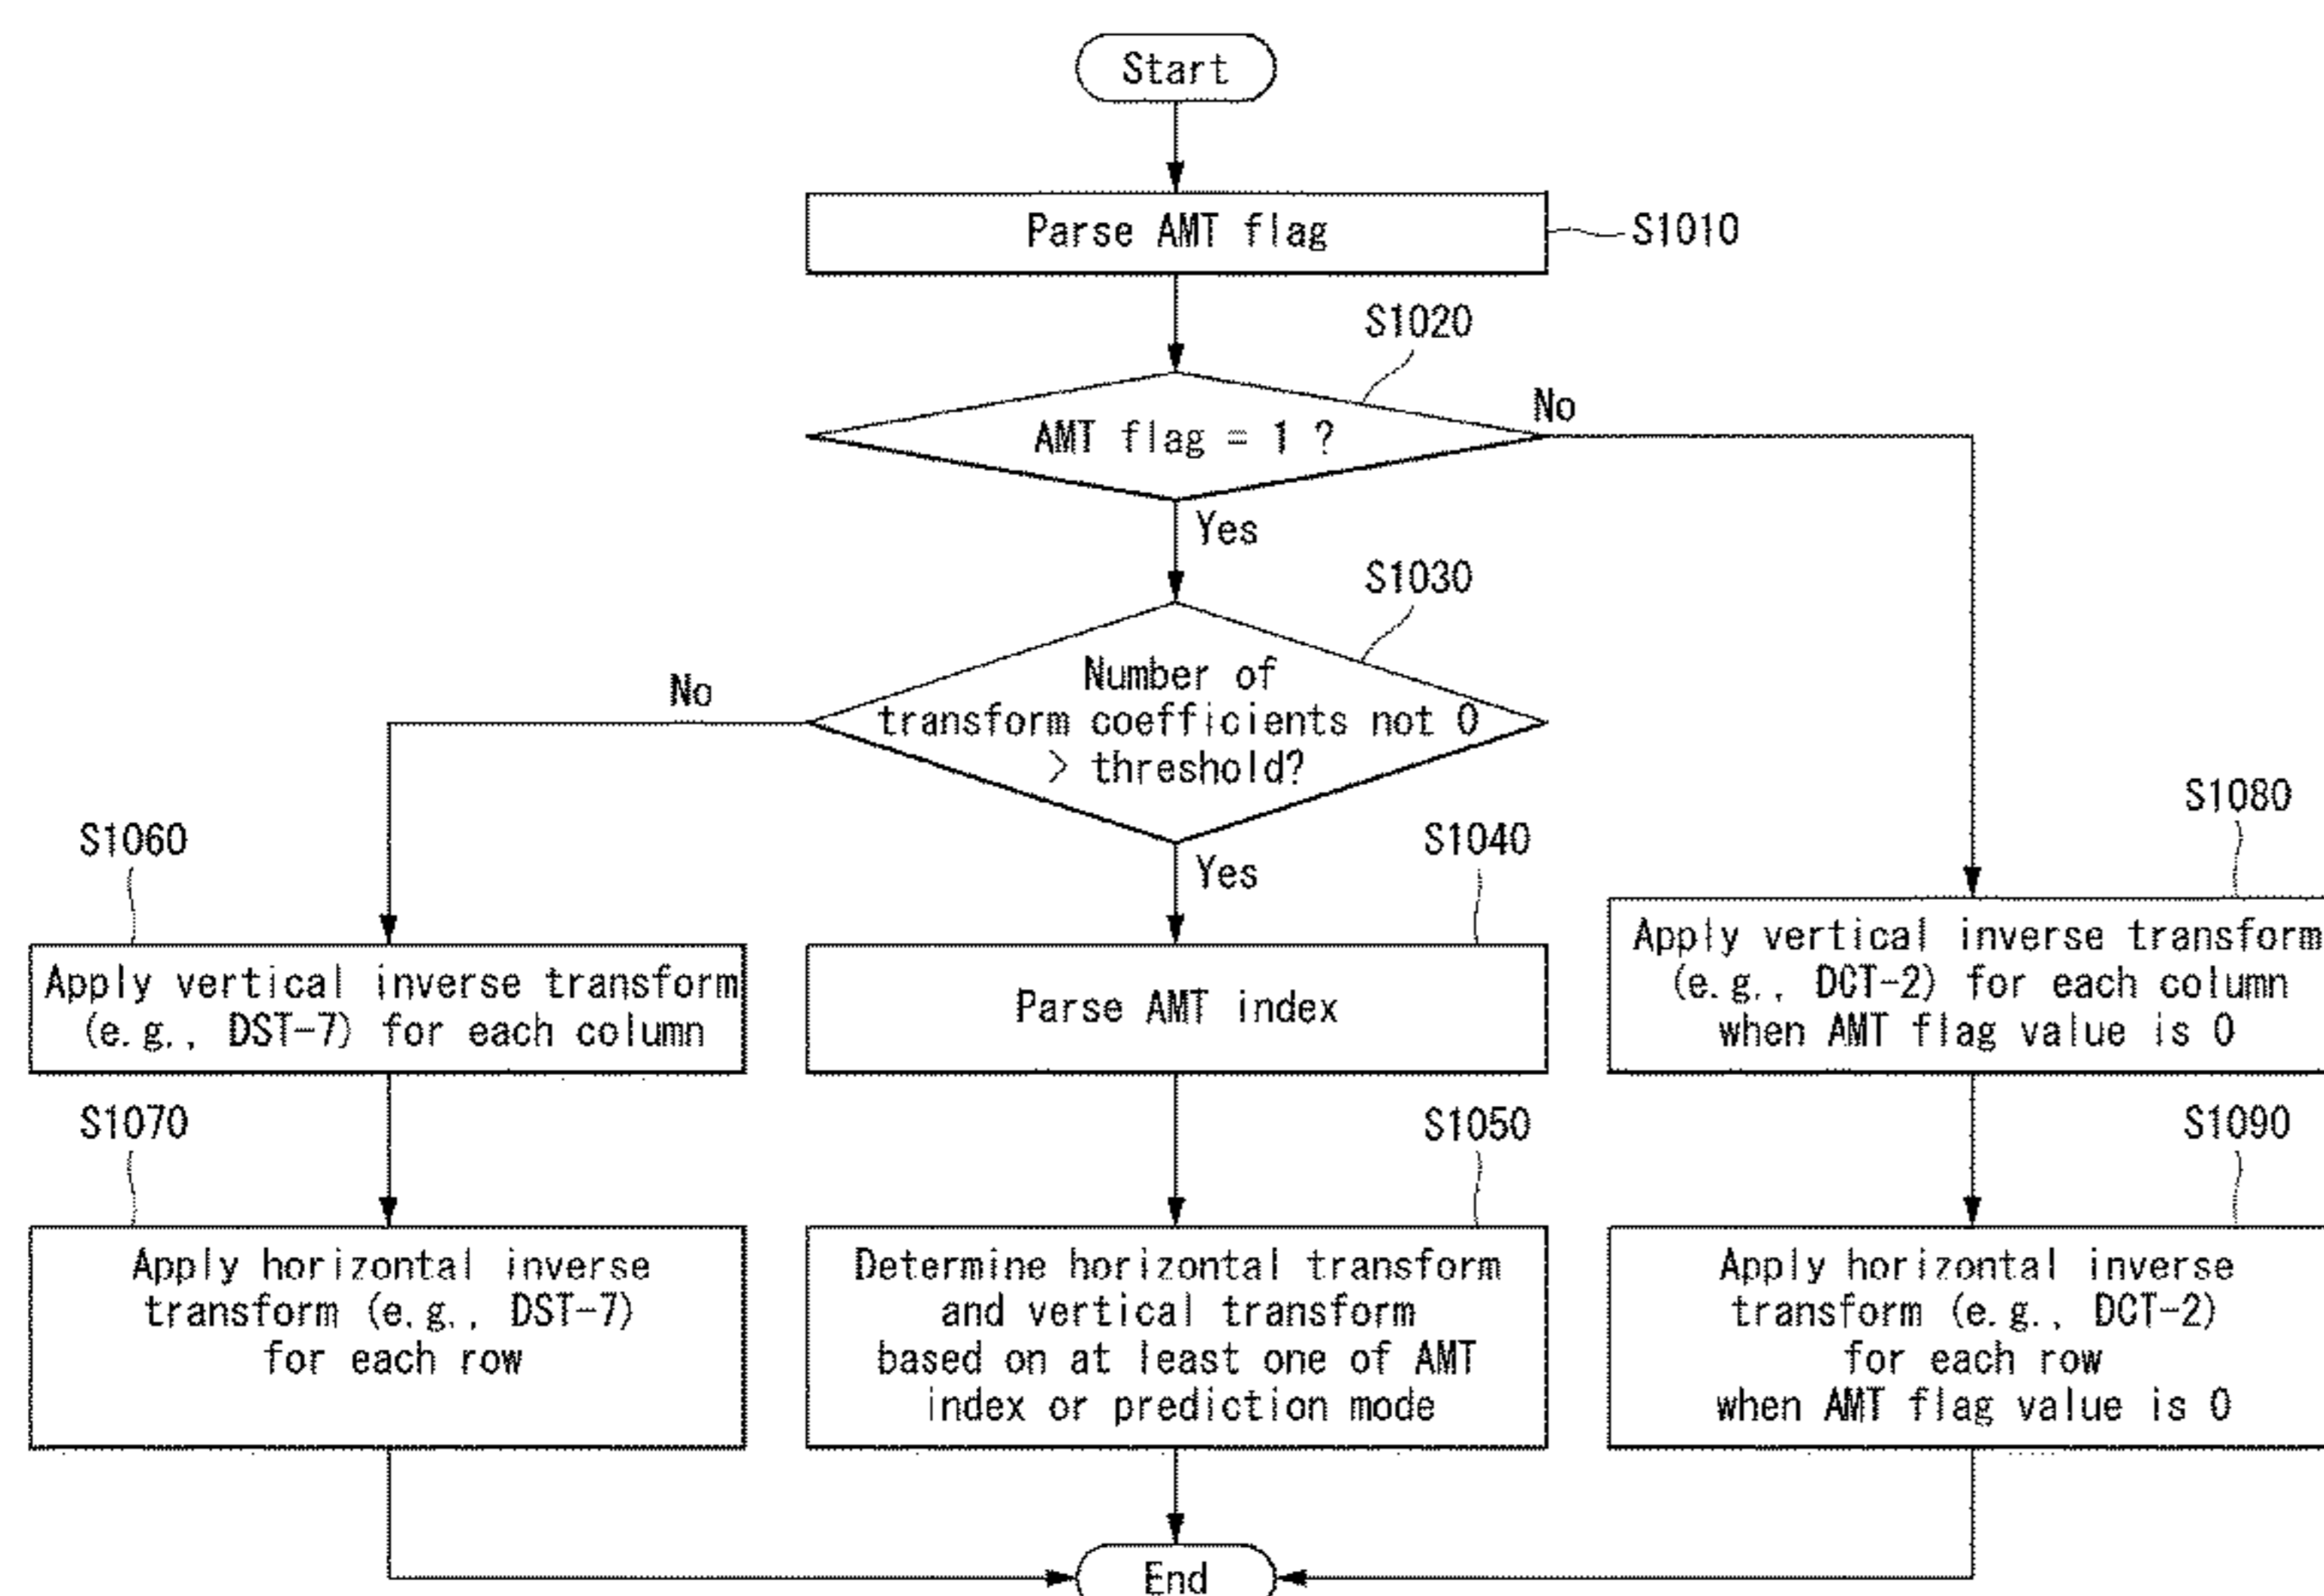 Start
Parse AMT flag
S1010
S1020
AMT flag = 1 ?
No
Yes
S1030
Number of
transform coefficients not 0
> threshold?
No
Yes
S1060
Apply vertical inverse transform
(e.g., DST-7) for each column
S1040
Parse AMT index
S1080
Apply vertical inverse transform
(e.g., DCT-2) for each column
when AMT flag value is 0
S1070
Apply horizontal inverse
transform (e.g., DST-7)
for each row
S1050
Determine horizontal transform
and vertical transform
based on at least one of AMT
index or prediction mode
S1090
Apply horizontal inverse
transform (e.g., DCT-2)
for each row
when AMT flag value is 0
End